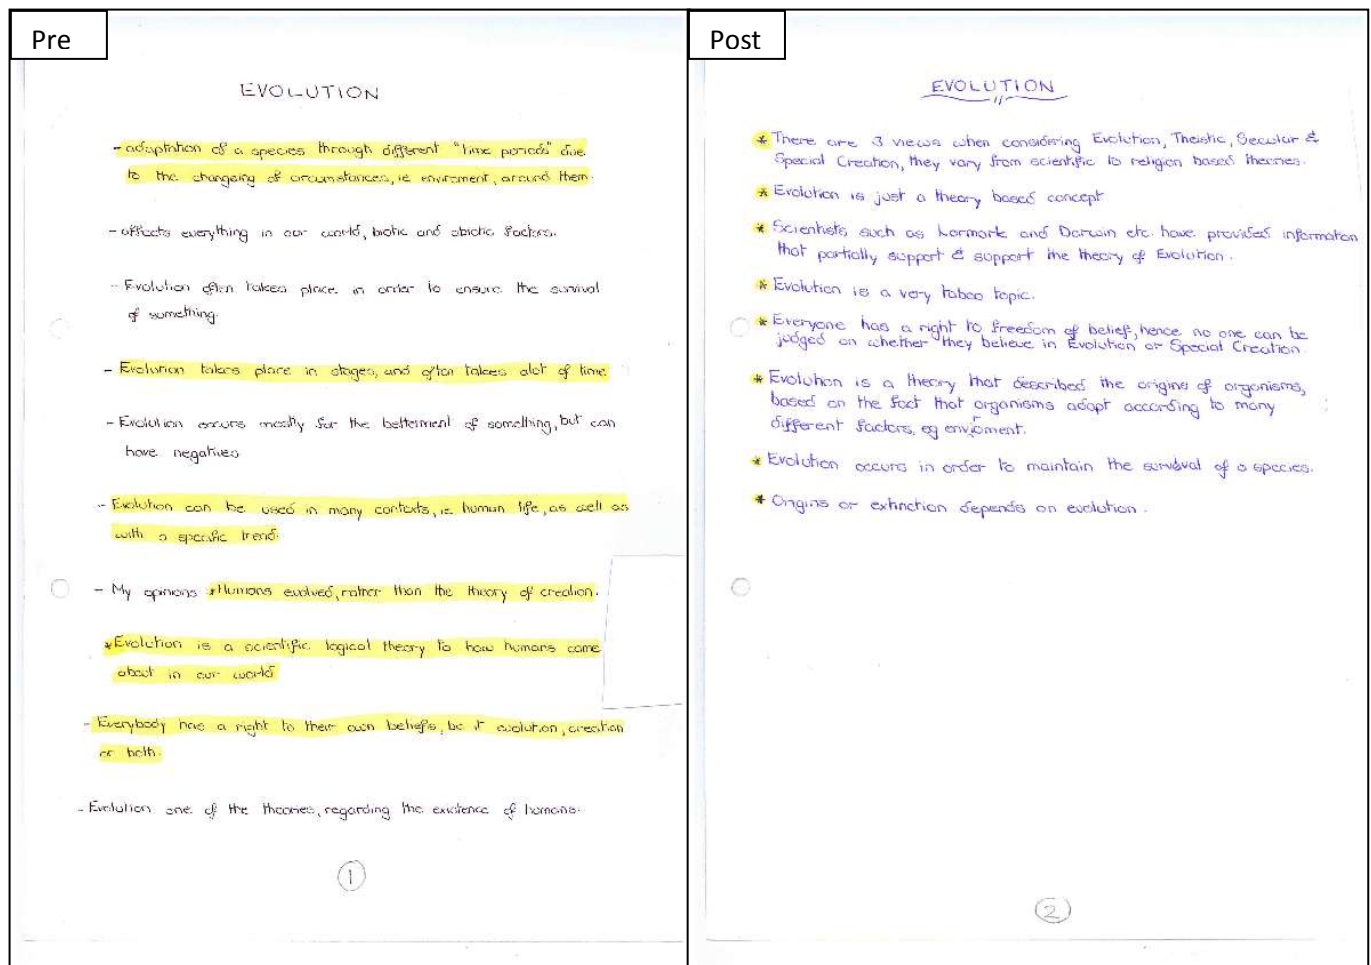 Pre
EVOLUTION
- adaptation of a species through different "time periods" due
to the changeing of circumstances, ie enviroment, around them.
- affects everything in our world, biotic and abiotic factors.
- Evolution often takes place in order to ensure the survival
of something.
- Evolution takes place in stages, and often takes alot of time
- Evolution occurs mostly for the betterment of something, but can
have negatives
- Evolution can be used in many contexts, ie human life, as well as
with a specific trend.
- My opinions *Humans evolved, rather than the theory of creation.
*Evolution is a scientific logical theory to how humans came
about in our world
- Everybody has a right to their own beliefs, be it evolution, creation
or both.
- Evolution one of the theories, regarding the existence of humans.
1
Post
EVOLUTION
* There are 3 views when considering Evolution, Theistic, Secular &
Special Creation, they vary from scientific to religion based theories.
* Evolution is just a theory based concept
* Scientists such as Larmark and Darwin etc. have provided information
that partially support & support the theory of Evolution.
* Evolution is a very taboo topic.
* Everyone has a right to freedom of belief, hence no one can be
judged on whether they believe in Evolution or Special Creation
* Evolution is a theory that described the origins of organisms,
based on the fact that organisms adapt according to many
different factors, eg enviroment.
* Evolution occurs in order to maintain the survival of a species.
* Origins or extinction depends on evolution.
2